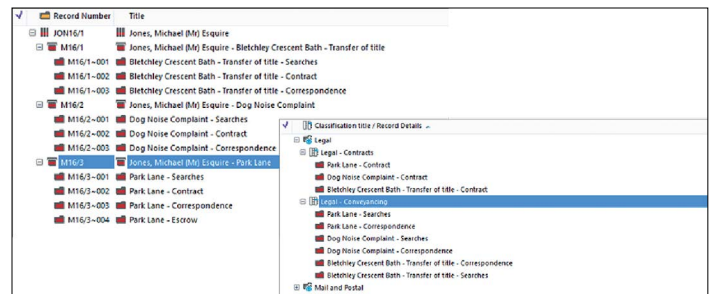 Record Number Title
JON16/1 Jones, Michael (Mr) Esquire
M16/1 Jones, Michael (Mr) Esquire - Bletchley Crescent Bath - Transfer of title
M16/1~001 Bletchley Crescent Bath - Transfer of title - Searches
M16/1~002 Bletchley Crescent Bath - Transfer of title - Contract
M16/1~003 Bletchley Crescent Bath - Transfer of title - Correspondence
M16/2 Jones, Michael (Mr) Esquire - Dog Noise Complaint
M16/2~001 Dog Noise Complaint - Searches
M16/2~002 Dog Noise Complaint - Contract
M16/2~003 Dog Noise Complaint - Correspondence
M16/3 Jones, Michael (Mr) Esquire - Park Lane
M16/3~001 Park Lane - Searches
M16/3~002 Park Lane - Contract
M16/3~003 Park Lane - Correspondence
M16/3~004 Park Lane - Escrow
Classification title / Record Details
Legal
Legal - Contracts
Park Lane - Contract
Dog Noise Complaint - Contract
Bletchley Crescent Bath - Transfer of title - Contract
Legal - Conveyancing
Park Lane - Searches
Park Lane - Correspondence
Dog Noise Complaint - Searches
Dog Noise Complaint - Correspondence
Bletchley Crescent Bath - Transfer of title - Correspondence
Bletchley Crescent Bath - Transfer of title - Searches
Mail and Postal